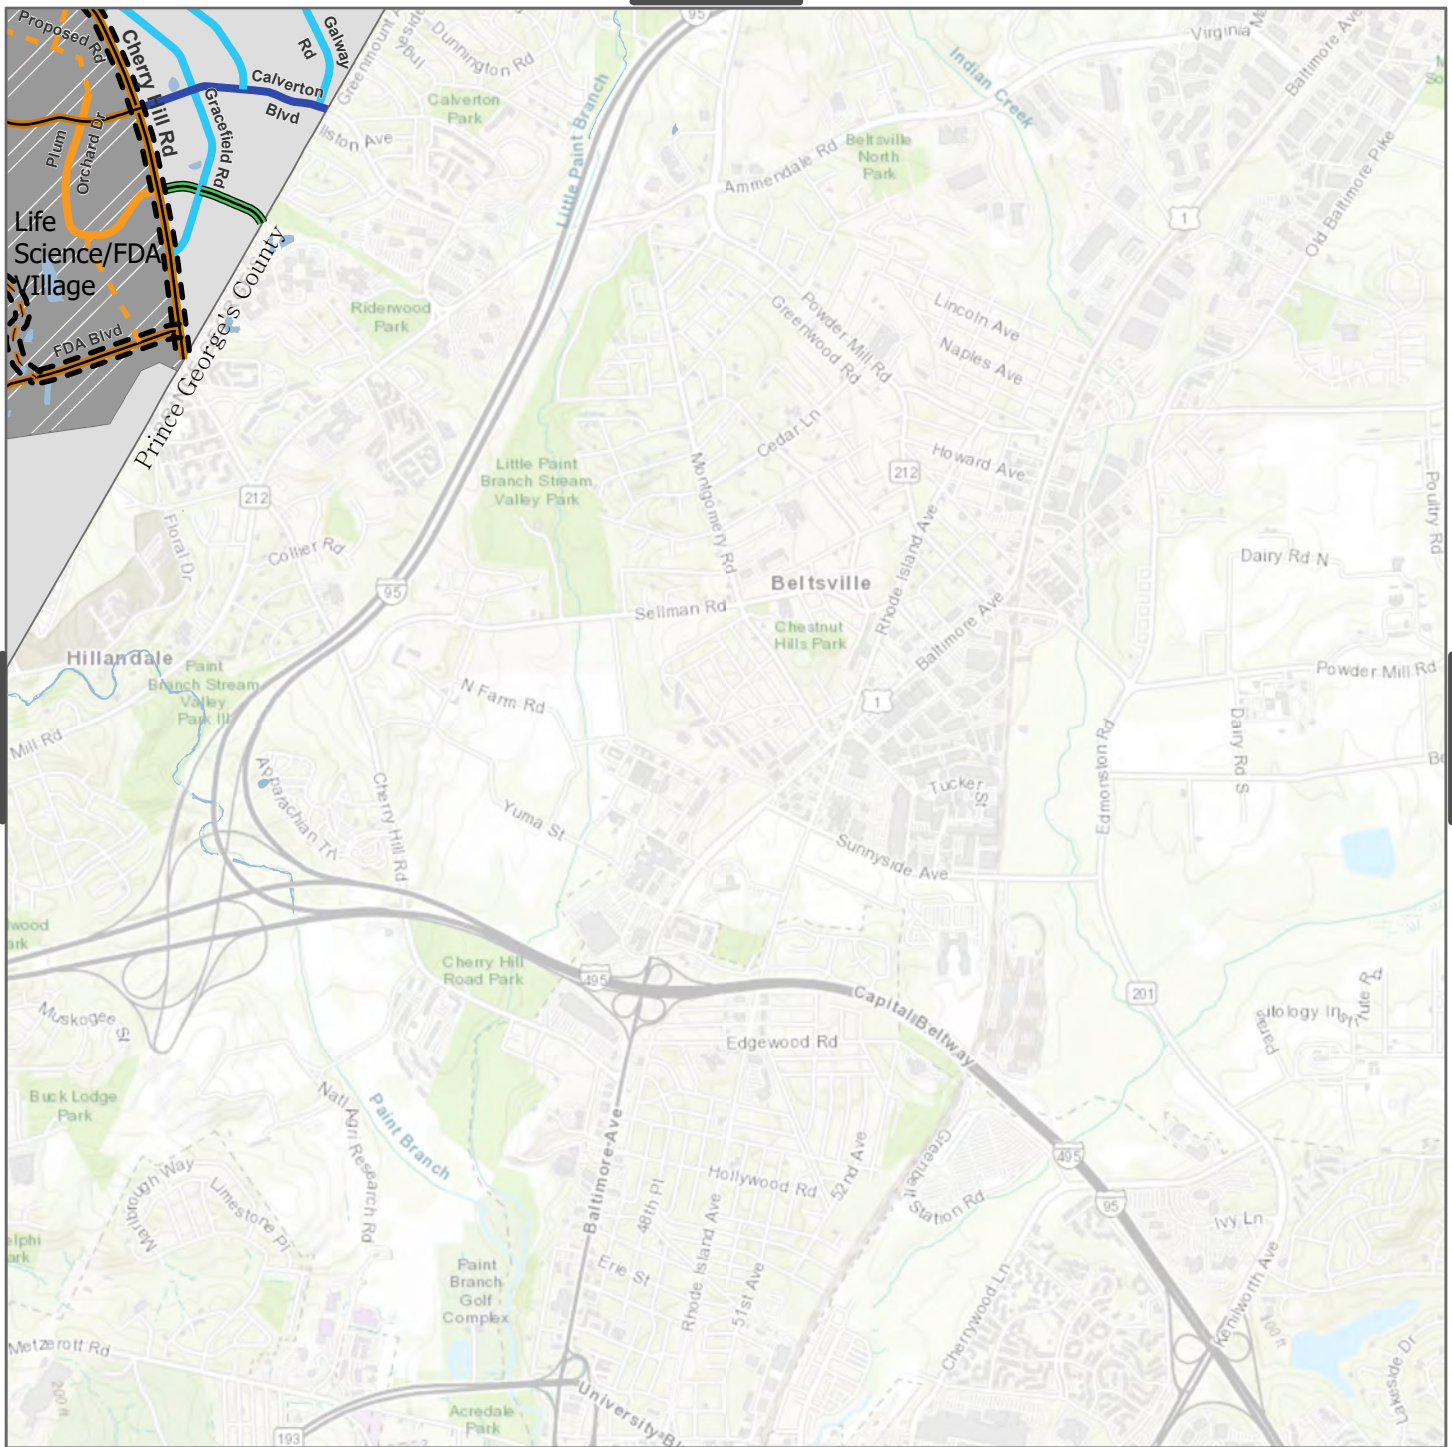 Proposed Rd
Cherry Hill Rd
Galway Rd
Calverton Blvd
Gracefield Rd
Plum
Orchard Dr
Life
Science/FDA
VIllage
FDA Blvd
Prince George's County
Greenmount
Dunnington Rd
Calverton
Park
Little Paint Branch
95
Indian Creek
Virginia
Baltimore Ave
Beltsville
North
Park
Ammendale Rd
1
Old Baltimore Pike
Riderwood
Park
Powder Mill Rd
Greenwood Rd
Lincoln Ave
Naples Ave
Cedar Ln
Howard Ave
212
Montgomery Rd
Little Paint
Branch Stream
Valley Park
212
Floral Dr
Collier Rd
95
Rhode Island Ave
Poultry Rd
Dairy Rd N
Beltsville
Sellman Rd
Chestnut
Hills Park
Baltimore Ave
Hillandale
Paint
Branch Stream
Valley
Park III
Powder Mill Rd
N Farm Rd
1
Mill Rd
Dairy Rd S
Edmonston Rd
Cherry Hill Rd
Tucker St
Yuma St
Sunnyside Ave
Cherry Hill
Road Park
495
Capital Beltway
201
Muskogee St
Edgewood Rd
Buck Lodge
Park
Natl Agri Research Rd
Paint Branch
Baltimore Ave
495
Greenbelt Station Rd
52nd Ave
Hollywood Rd
Marlborough Way
Limestone Pl
48th Pl
Rhode Island Ave
95
Ivy Ln
Erie St
51st Ave
Paint
Branch
Golf
Complex
Cherrywood Ln
Kenilworth Ave
100 ft
Metzerott Rd
200 ft
Lakeside Dr
Acredale
Park
193